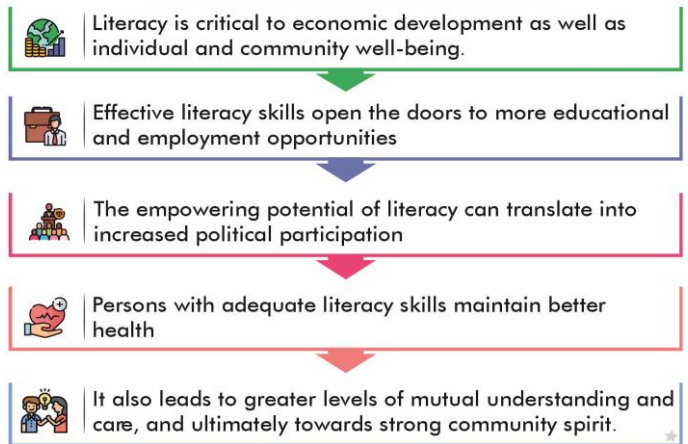 Literacy is critical to economic development as well as
individual and community well-being.
Effective literacy skills open the doors to more educational
and employment opportunities
The empowering potential of literacy can translate into
increased political participation
Persons with adequate literacy skills maintain better
health
It also leads to greater levels of mutual understanding and
care, and ultimately towards strong community spirit.